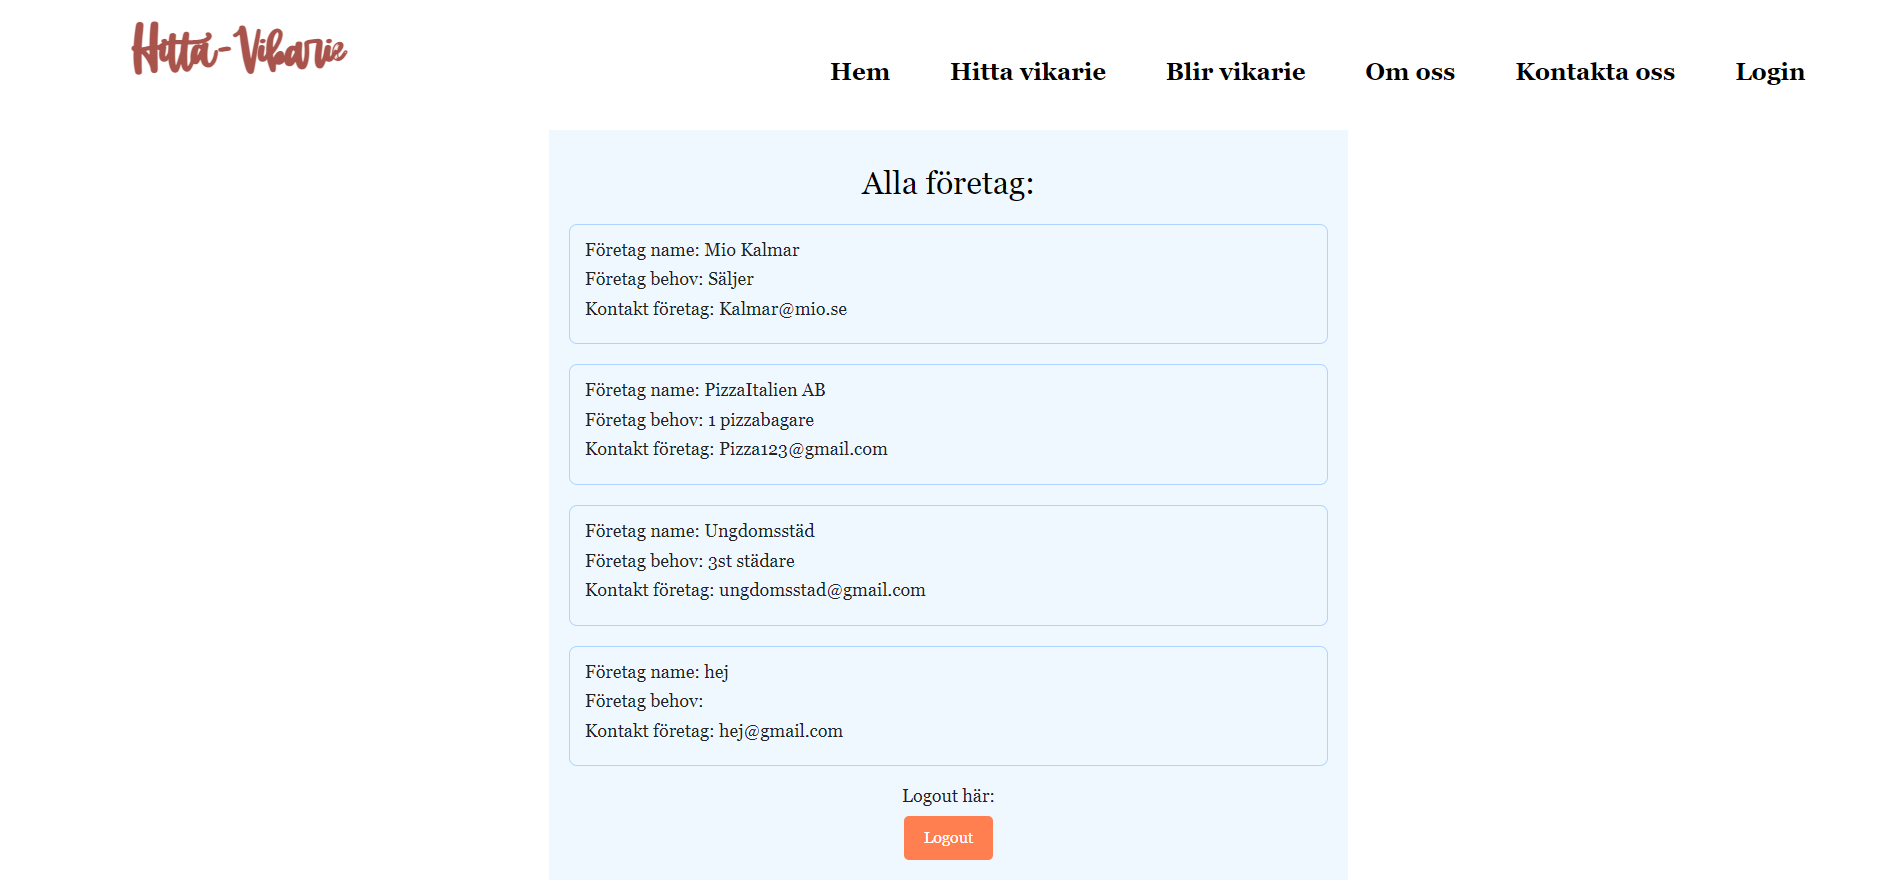 Hitta-Vikarie
Hem Hitta vikarie Blir vikarie Om oss Kontakta oss Login
Alla företag:
Företag name: Mio Kalmar
Företag behov: Säljer
Kontakt företag: Kalmar@mio.se
Företag name: PizzaItalien AB
Företag behov: 1 pizzabagare
Kontakt företag: Pizza123@gmail.com
Företag name: Ungdomsstäd
Företag behov: 3st städare
Kontakt företag: ungdomsstad@gmail.com
Företag name: hej
Företag behov:
Kontakt företag: hej@gmail.com
Logout här:
Logout